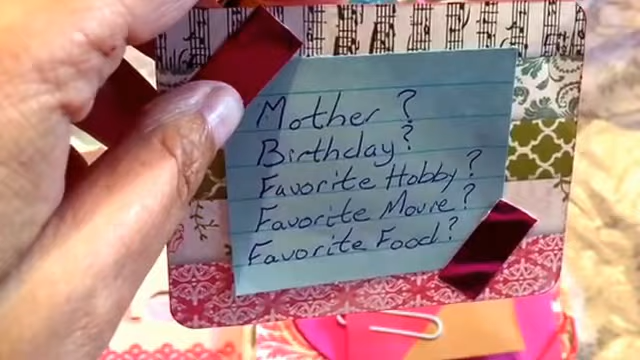 Mother ?
Birthday ?
Favorite Hobby ?
Favorite Movie ?
Favorite Food ?